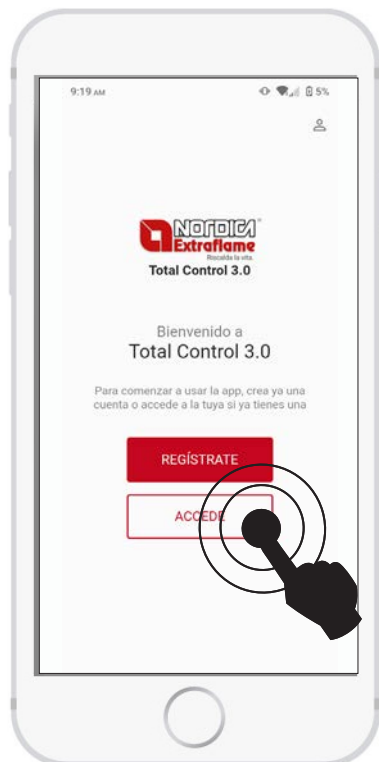 9:19 AM 5%
NORDICA
Extraflame
Riscalda la vita.
Total Control 3.0
Bienvenido a
Total Control 3.0
Para comenzar a usar la app, crea ya una
cuenta o accede a la tuya si ya tienes una
REGÍSTRATE
ACCEDE